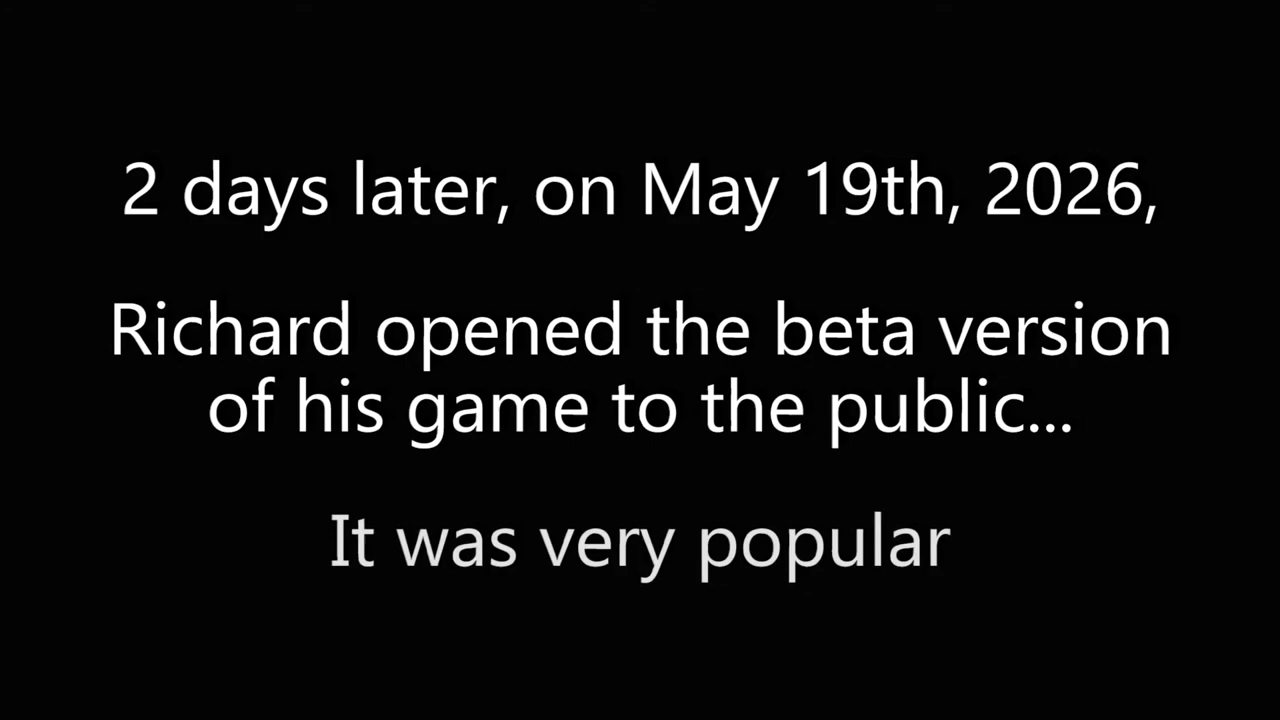 2 days later, on May 19th, 2026,
Richard opened the beta version
of his game to the public...
It was very popular